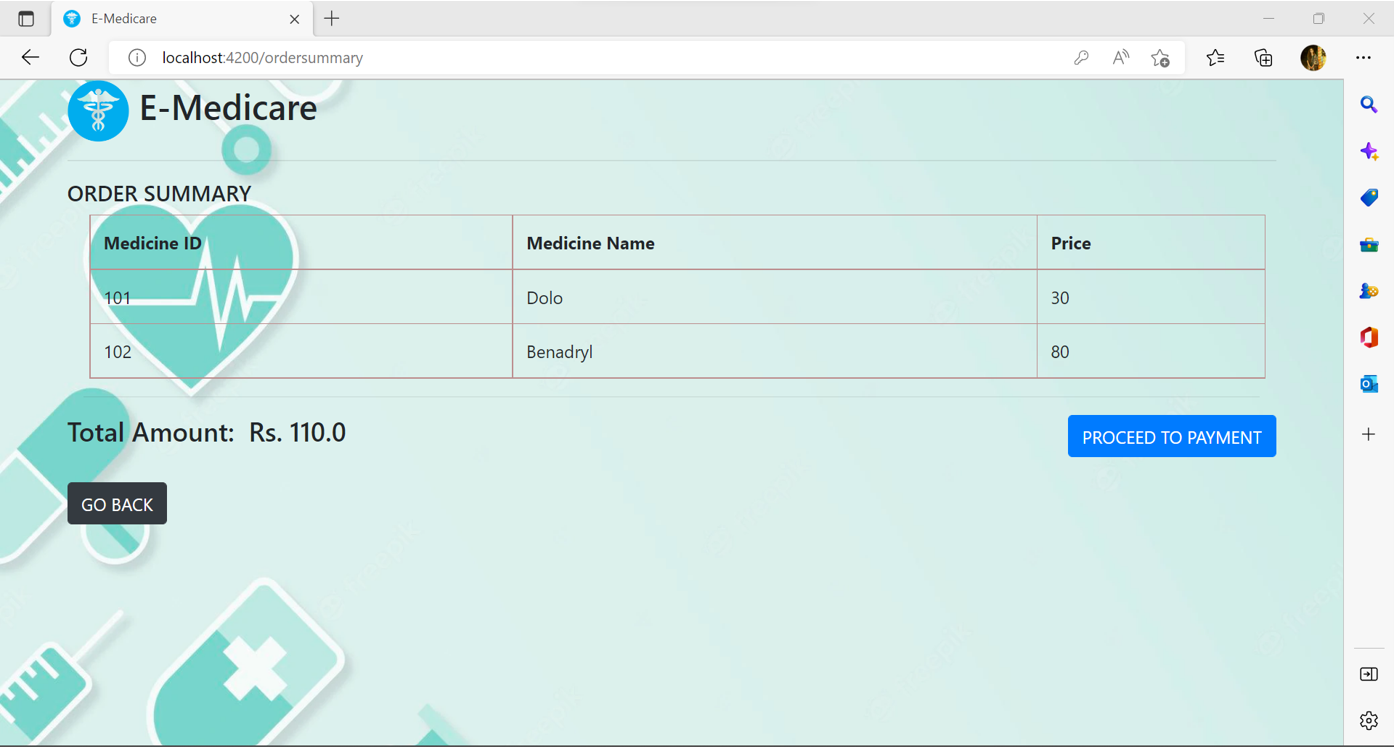 E-Medicare
localhost:4200/ordersummary
E-Medicare
ORDER SUMMARY
Medicine ID Medicine Name Price
101 Dolo 30
102 Benadryl 80
Total Amount: Rs. 110.0
PROCEED TO PAYMENT
GO BACK